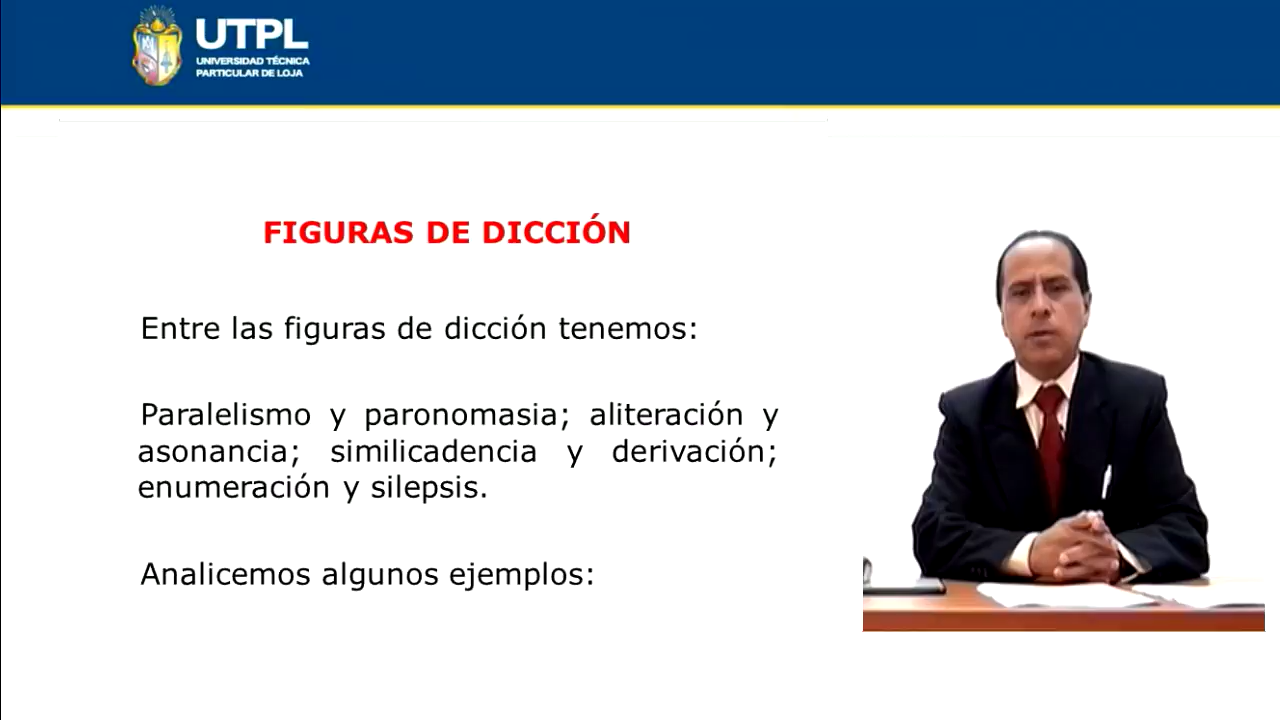 UTPL
UNIVERSIDAD TÉCNICA
PARTICULAR DE LOJA
FIGURAS DE DICCIÓN
Entre las figuras de dicción tenemos:
Paralelismo y paronomasia; aliteración y
asonancia; similicadencia y derivación;
enumeración y silepsis.
Analicemos algunos ejemplos: